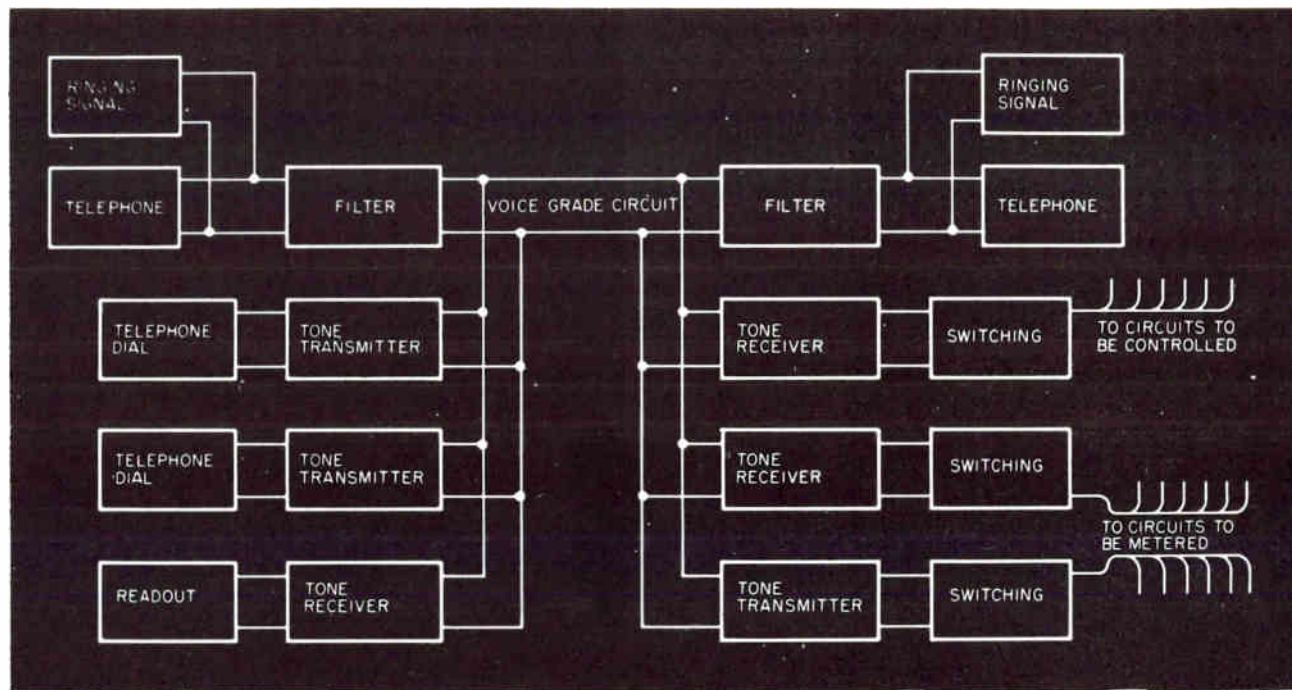 RINGING
SIGNAL
RINGING
SIGNAL
TELEPHONE
FILTER
VOICE GRADE CIRCUIT
FILTER
TELEPHONE
TELEPHONE
DIAL
TONE
TRANSMITTER
TONE
RECEIVER
SWITCHING
TO CIRCUITS TO
BE CONTROLLED
TELEPHONE
DIAL
TONE
TRANSMITTER
TONE
RECEIVER
SWITCHING
TO CIRCUITS TO
BE METERED
READOUT
TONE
RECEIVER
TONE
TRANSMITTER
SWITCHING